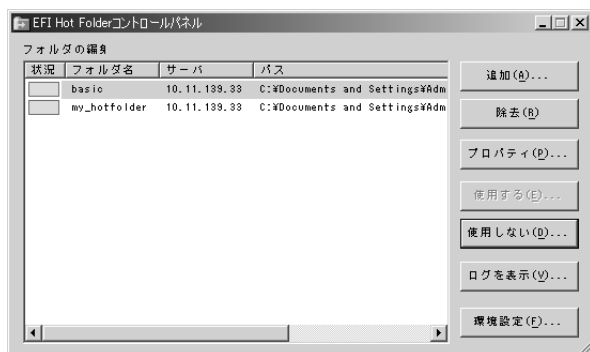 EFI Hot Folderコントロールパネル
フォルダの編身
状況 フォルダ名 サーバ パス
basic 10.11.139.33 C:¥Documents and Settings¥Adm
my_hotfolder 10.11.139.33 C:¥Documents and Settings¥Adm
追加(A)...
除去(R)
プロパティ(P)...
使用する(E)...
使用しない(D)...
ログを表示(V)...
環境設定(F)...